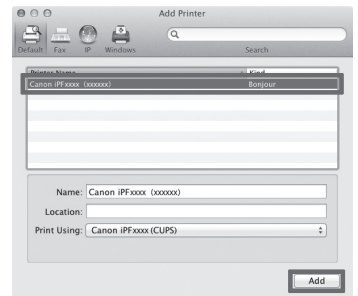 Add Printer
Default Fax IP Windows Search
Printer Name Kind
Canon iPFxxxx (xxxxxx) Bonjour
Name: Canon iPFxxxx (xxxxxx)
Location:
Print Using: Canon iPFxxxx (CUPS)
Add